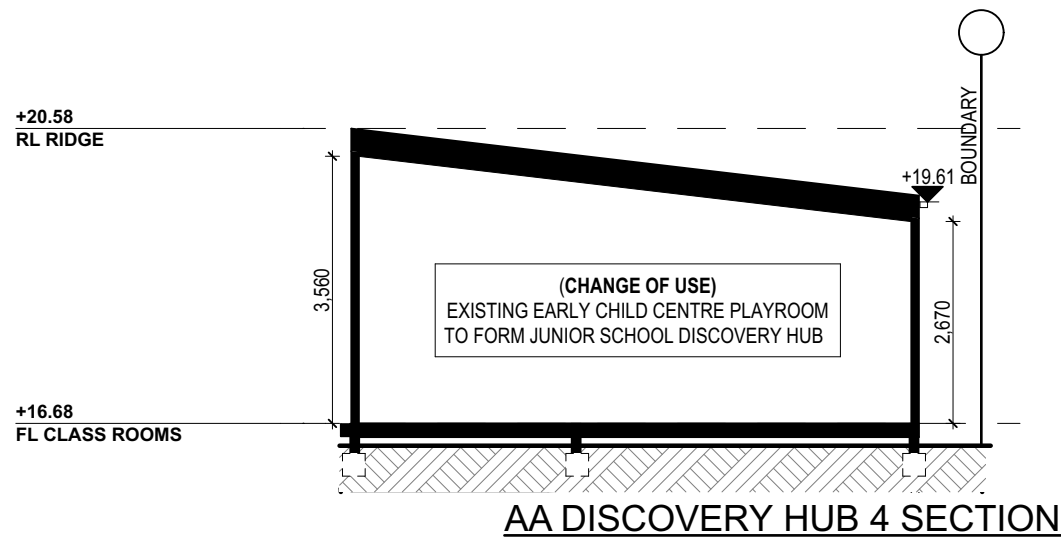 +20.58
RL RIDGE
BOUNDARY
+19.61
3,560
(CHANGE OF USE)
EXISTING EARLY CHILD CENTRE PLAYROOM
TO FORM JUNIOR SCHOOL DISCOVERY HUB
2,670
+16.68
FL CLASS ROOMS
AA DISCOVERY HUB 4 SECTION